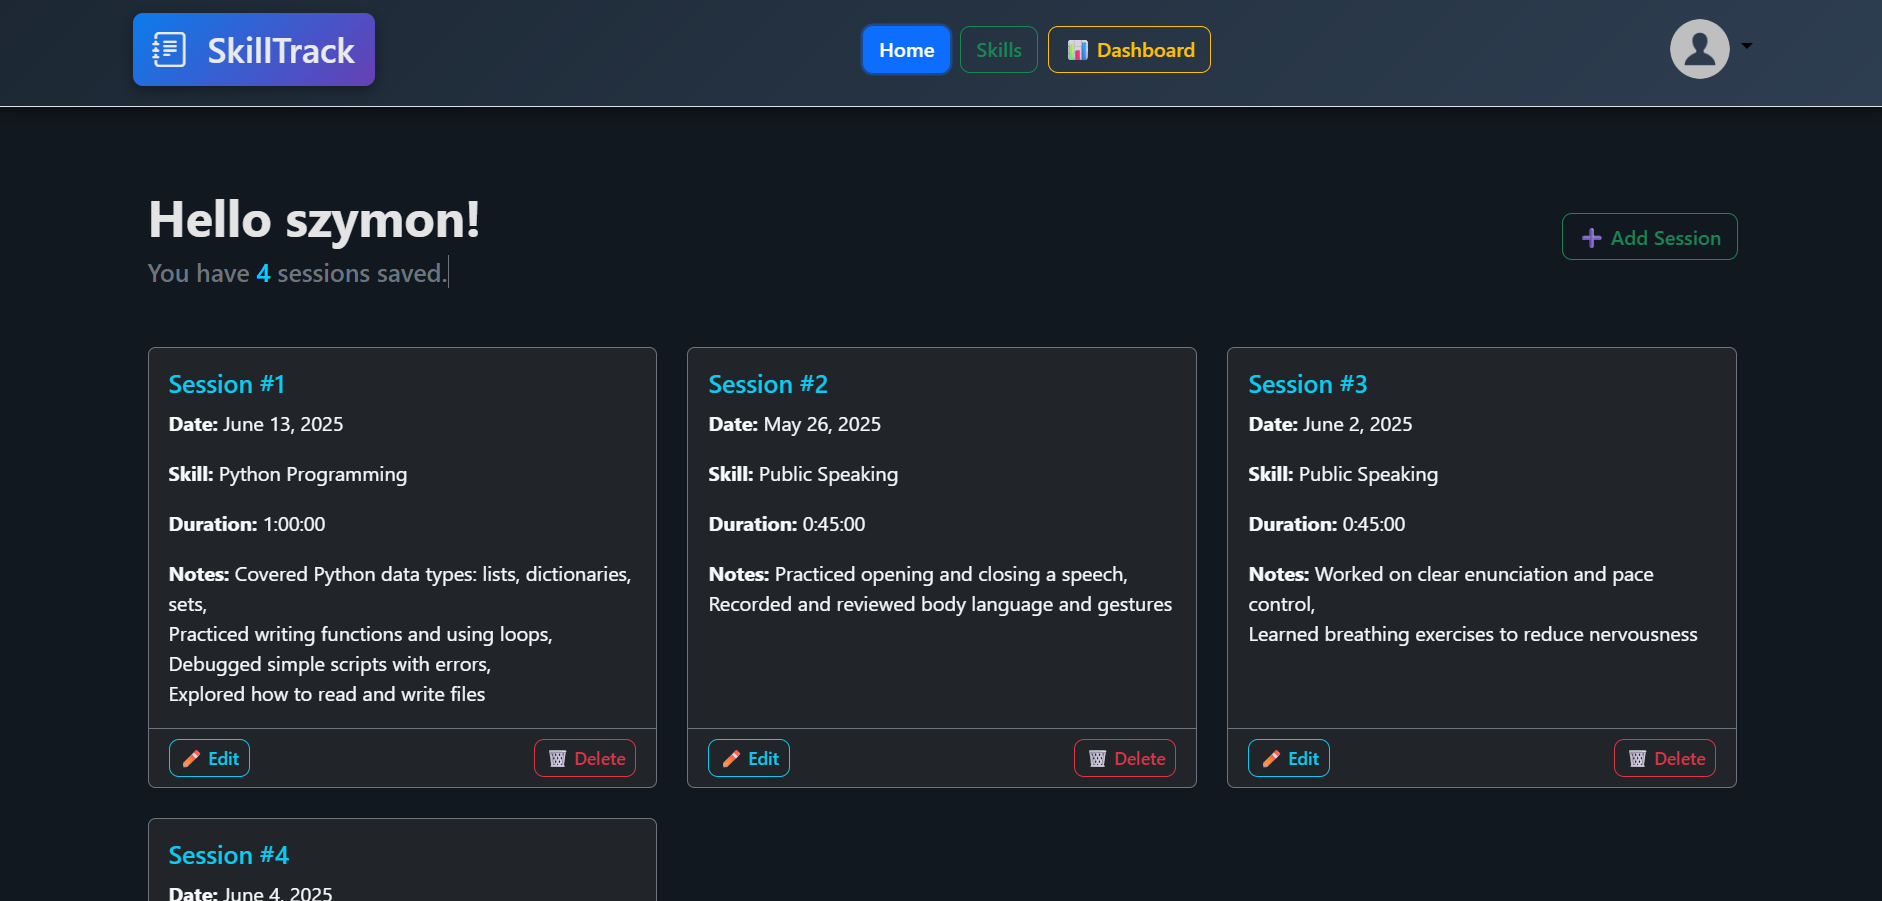 SkillTrack
Home
Skills
Dashboard
Hello szymon!
You have 4 sessions saved.
Add Session
Session #1
Date: June 13, 2025
Skill: Python Programming
Duration: 1:00:00
Notes: Covered Python data types: lists, dictionaries,
sets,
Practiced writing functions and using loops,
Debugged simple scripts with errors,
Explored how to read and write files
Edit
Delete
Session #2
Date: May 26, 2025
Skill: Public Speaking
Duration: 0:45:00
Notes: Practiced opening and closing a speech,
Recorded and reviewed body language and gestures
Edit
Delete
Session #3
Date: June 2, 2025
Skill: Public Speaking
Duration: 0:45:00
Notes: Worked on clear enunciation and pace
control,
Learned breathing exercises to reduce nervousness
Edit
Delete
Session #4
Date: June 4, 2025